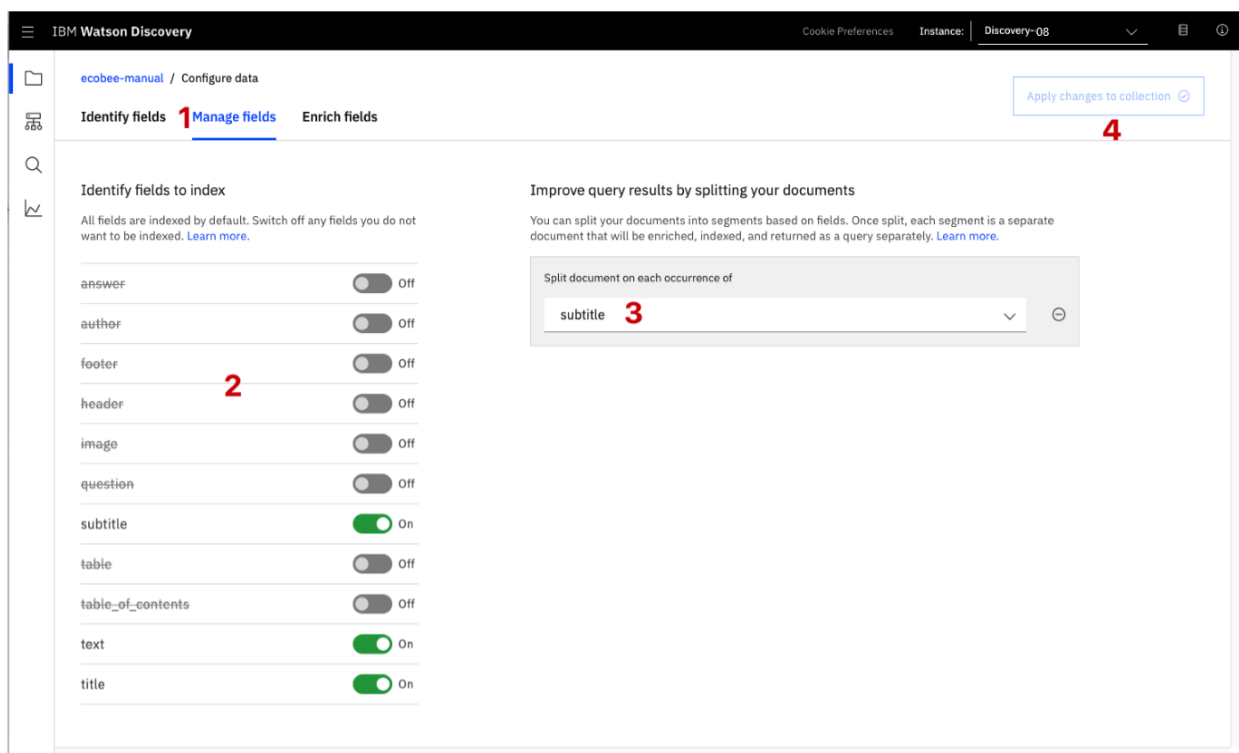 IBM Watson Discovery
Cookie Preferences
Instance:
Discovery-08
ecobee-manual / Configure data
Apply changes to collection
4
Identify fields
1
Manage fields
Enrich fields
Identify fields to index
All fields are indexed by default. Switch off any fields you do not
want to be indexed. Learn more.
answer Off
author Off
footer Off
2
header Off
image Off
question Off
subtitle On
table Off
table_of_contents Off
text On
title On
Improve query results by splitting your documents
You can split your documents into segments based on fields. Once split, each segment is a separate
document that will be enriched, indexed, and returned as a query separately. Learn more.
Split document on each occurrence of
subtitle
3